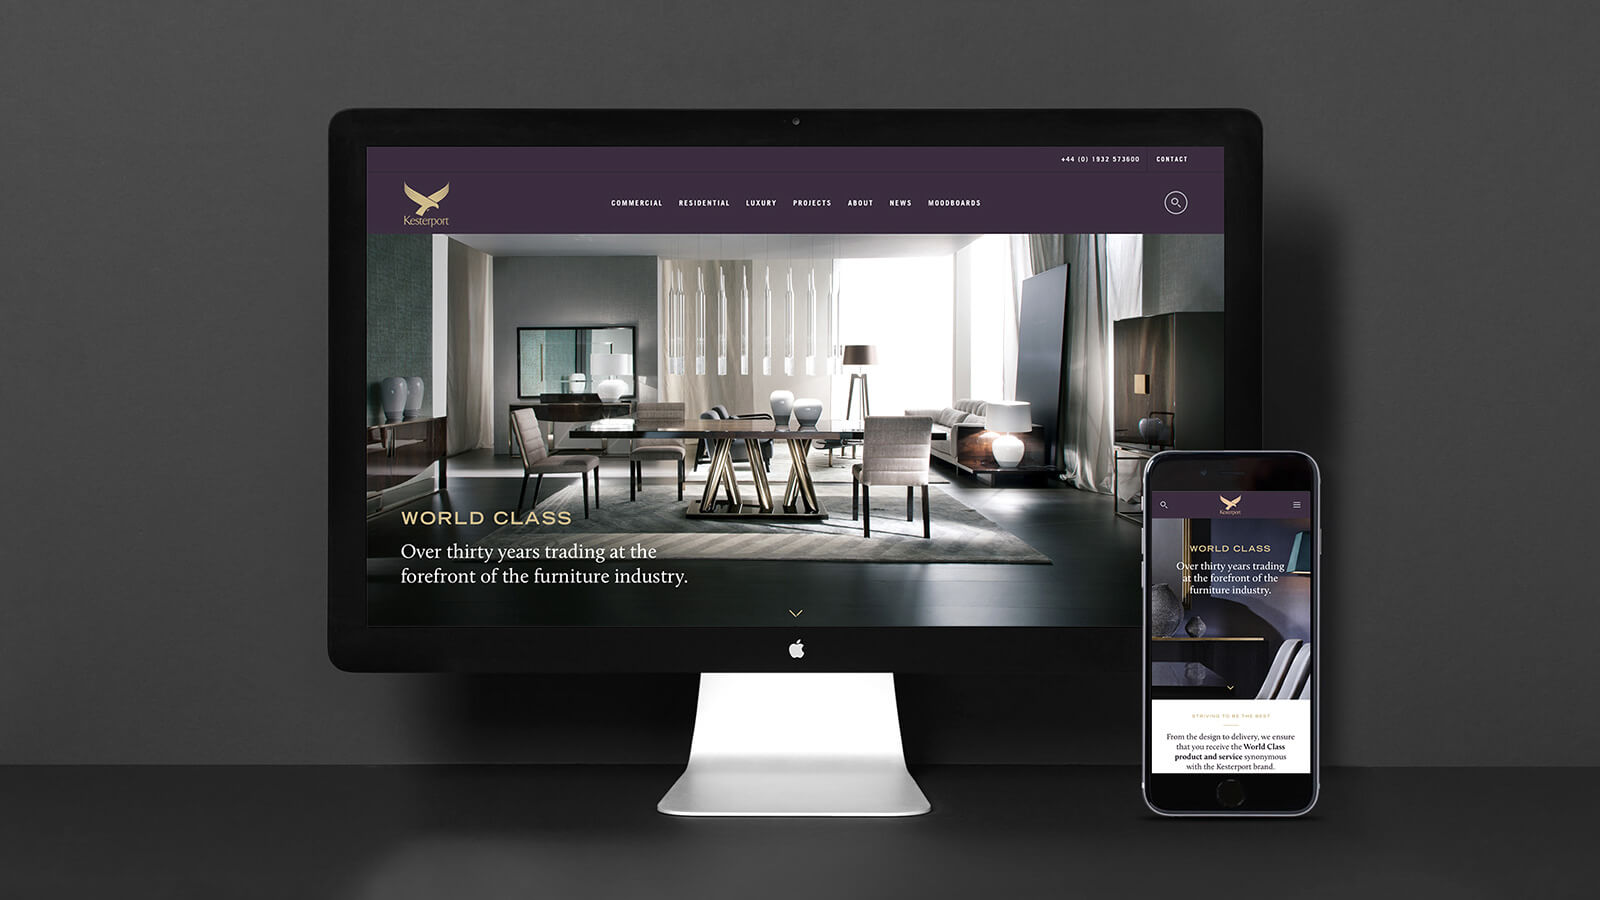 +44 (0) 1932 573600 CONTACT
Kesterport
COMMERCIAL RESIDENTIAL LUXURY PROJECTS ABOUT NEWS MOODBOARDS
WORLD CLASS
Over thirty years trading at the
forefront of the furniture industry.
Kesterport
WORLD CLASS
Over thirty years trading
at the forefront of the
furniture industry.
STRIVING TO BE THE BEST
From the design to delivery, we ensure
that you receive the World Class
product and service synonymous
with the Kesterport brand.